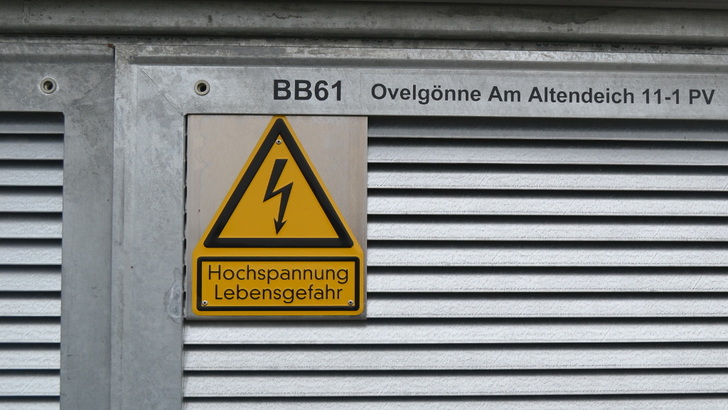 BB61 Ovelgönne Am Altendeich 11-1 PV
Hochspannung
Lebensgefahr